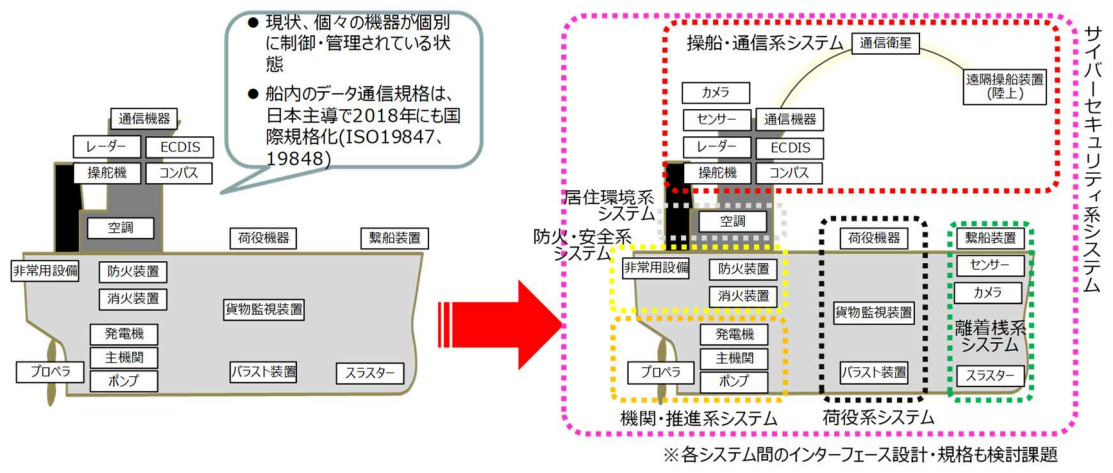 ● 現状、個々の機器が個別
に制御・管理されている状
態
● 船内のデータ通信規格は、
日本主導で2018年にも国
際規格化(ISO19847、
19848)
通信機器
レーダー
ECDIS
操舵機
コンパス
空調
荷役機器
繋船装置
非常用設備
防火装置
消火装置
貨物監視装置
発電機
主機関
プロペラ
ポンプ
バラスト装置
スラスター
サイバーセキュリティ系システム
操船・通信系システム
通信衛星
遠隔操船装置
(陸上)
カメラ
センサー
通信機器
レーダー
ECDIS
操舵機
コンパス
居住環境系
システム
空調
防火・安全系
システム
荷役機器
繋船装置
非常用設備
防火装置
センサー
消火装置
カメラ
貨物監視装置
発電機
離着桟系
システム
主機関
プロペラ
ポンプ
バラスト装置
スラスター
機関・推進系システム
荷役系システム
※各システム間のインターフェース設計・規格も検討課題